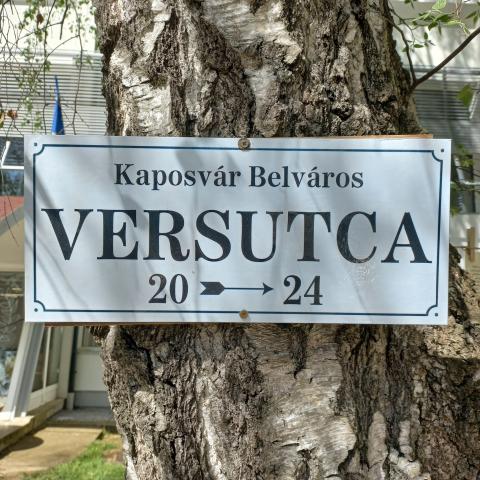 Kaposvár Belváros
VERSUTCA
20 → 24